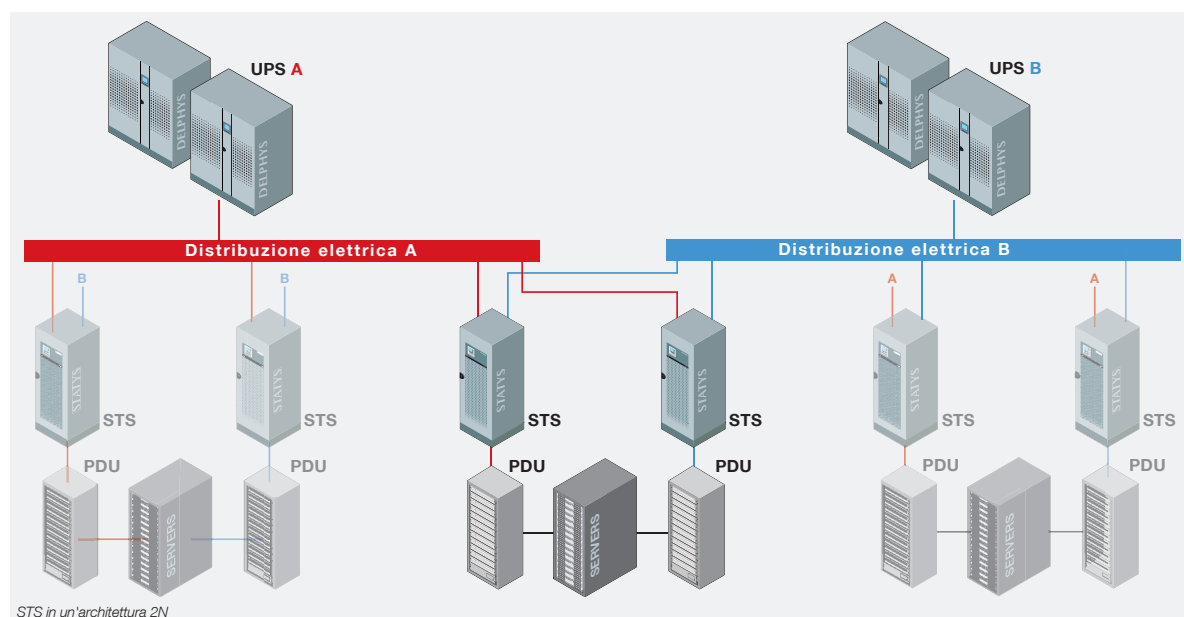 UPS A
UPS B
DELPHYS
DELPHYS
DELPHYS
DELPHYS
Distribuzione elettrica A
Distribuzione elettrica B
B
B
A
A
STATYS
STATYS
STATYS
STATYS
STATYS
STATYS
STS
STS
STS
STS
STS
STS
PDU
PDU
PDU
PDU
PDU
PDU
SERVERS
SERVERS
SERVERS
STS in un'architettura 2N